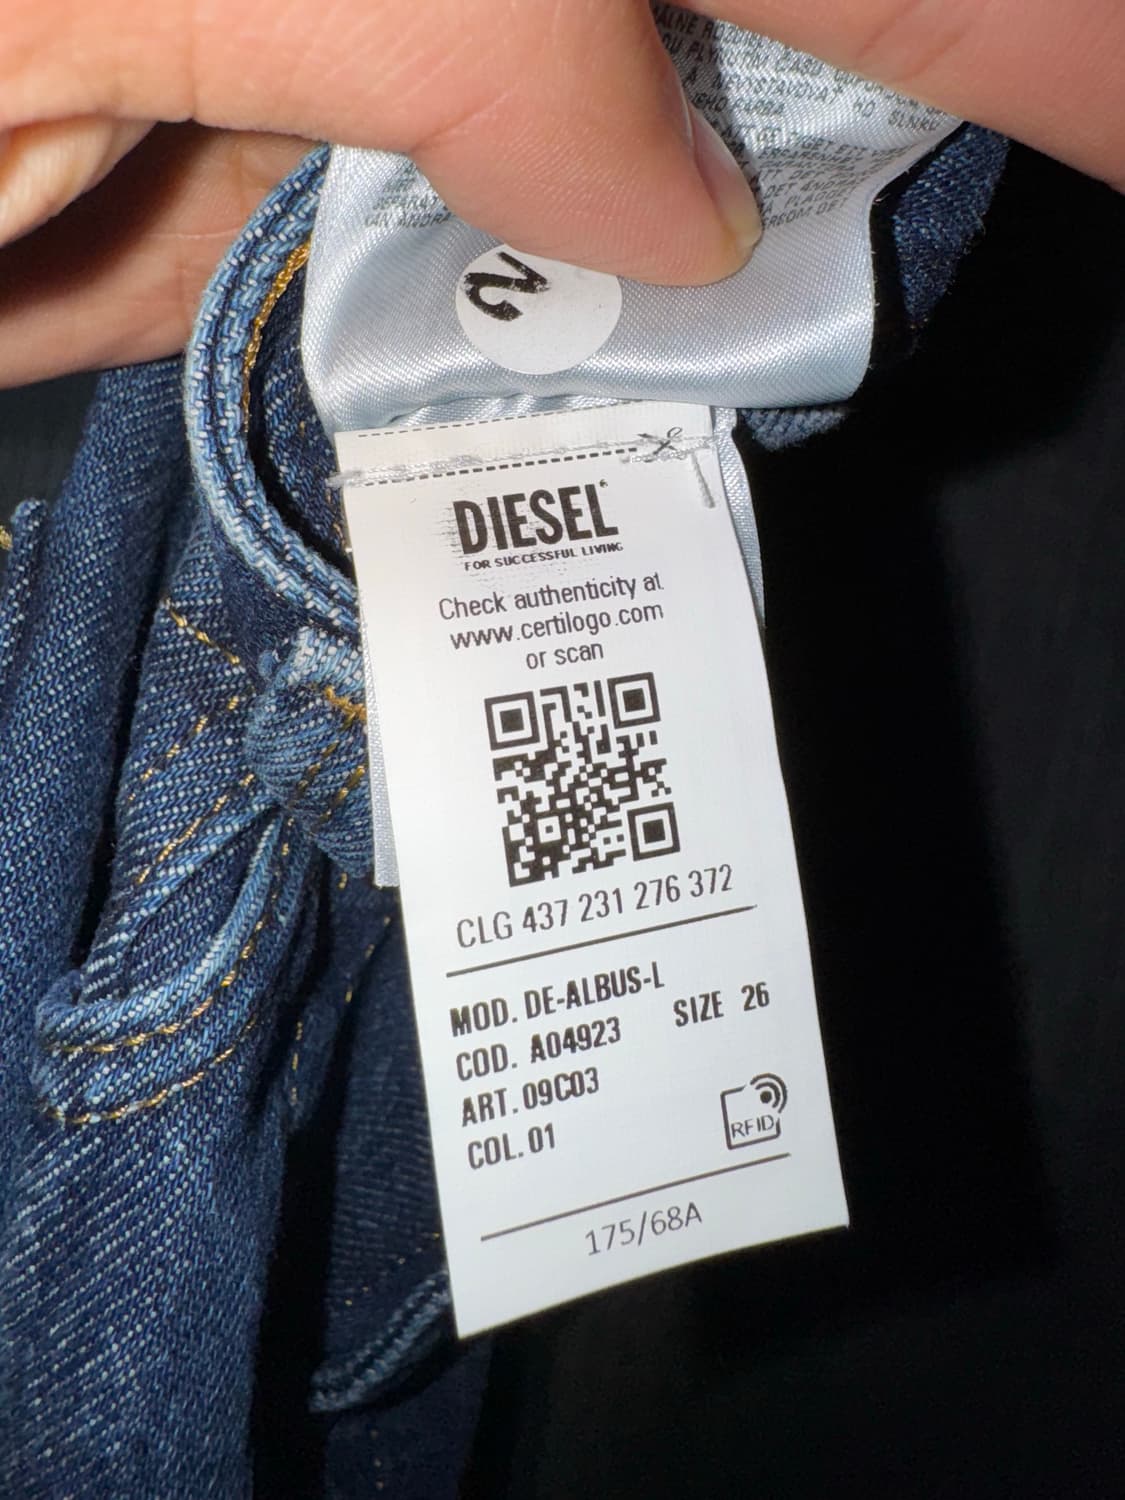 2
DIESEL
FOR SUCCESSFUL LIVING
Check authenticity at
www.certilogo.com
or scan
CLG 437 231 276 372
MOD. DE-ALBUS-L
COD. A04923 SIZE 26
ART. 09C03
COL. 01
RFID
175/68A